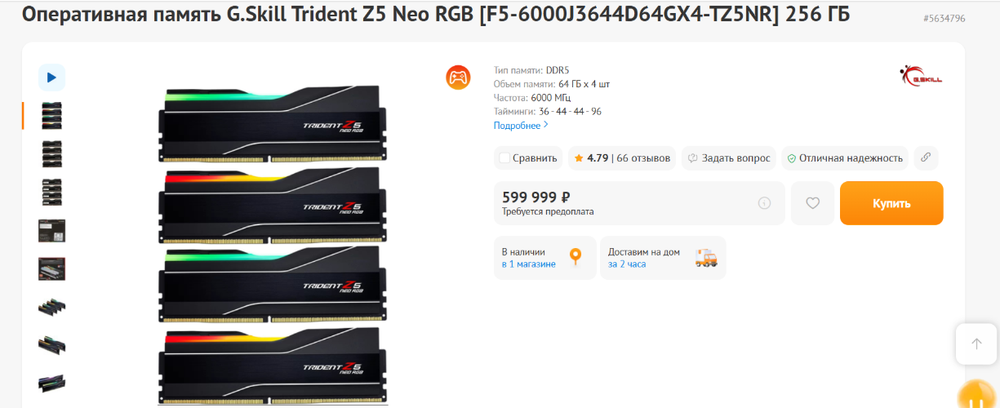 Оперативная память G.Skill Trident Z5 Neo RGB [F5-6000J3644D64GX4-TZ5NR] 256 ГБ
#5634796
Тип памяти: DDR5
Объем памяти: 64 ГБ x 4 шт
Частота: 6000 МГц
Тайминги: 36 - 44 - 44 - 96
Подробнее
G.SKILL
Сравнить
4.79 | 66 отзывов
Задать вопрос
Отличная надежность
599 999 ₽
Требуется предоплата
Купить
В наличии
в 1 магазине
Доставим на дом
за 2 часа
TRIDENT Z5
NEO RGB
TRIDENT Z5
NEO RGB
TRIDENT Z5
NEO RGB
TRIDENT Z5
NEO RGB